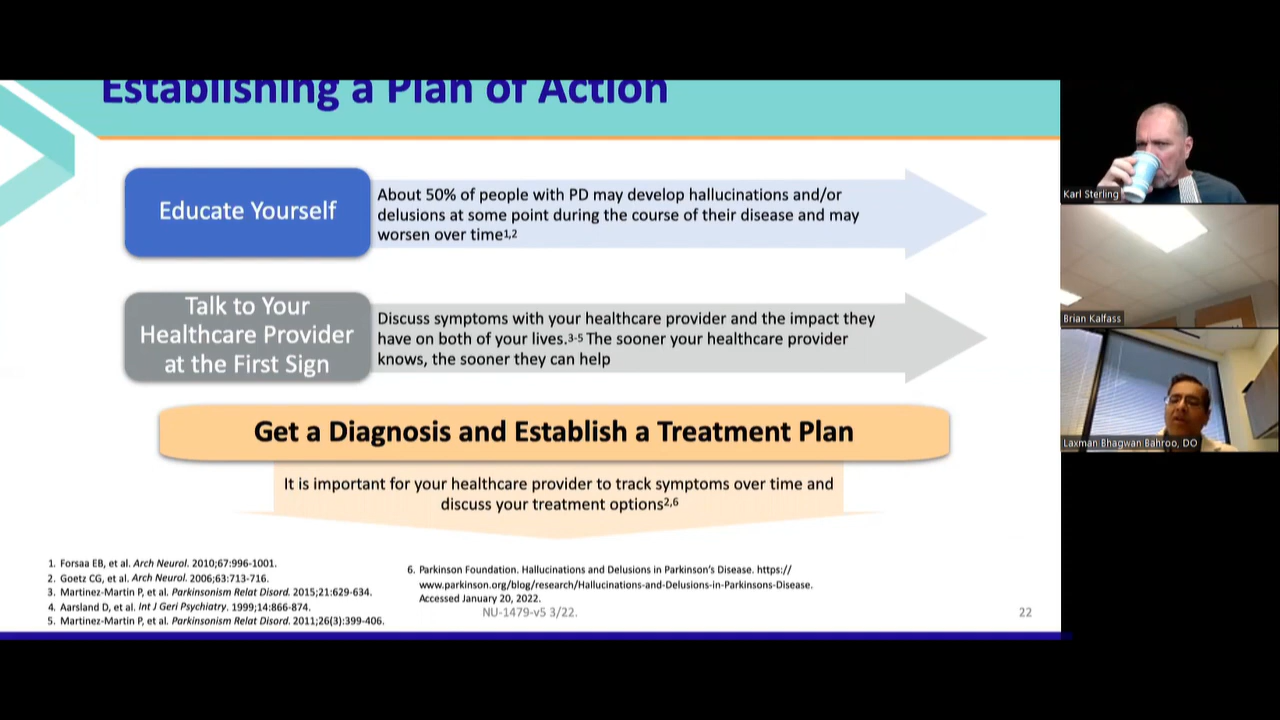 Establishing a Plan of Action
Educate Yourself
About 50% of people with PD may develop hallucinations and/or
delusions at some point during the course of their disease and may
worsen over time1,2
Talk to Your
Healthcare Provider
at the First Sign
Discuss symptoms with your healthcare provider and the impact they
have on both of your lives.3-5 The sooner your healthcare provider
knows, the sooner they can help
Get a Diagnosis and Establish a Treatment Plan
It is important for your healthcare provider to track symptoms over time and
discuss your treatment options2,6
1. Forsaa EB, et al. Arch Neurol. 2010;67:996-1001.
2. Goetz CG, et al. Arch Neurol. 2006;63:713-716.
3. Martinez-Martin P, et al. Parkinsonism Relat Disord. 2015;21:629-634.
4. Aarsland D, et al. Int J Geri Psychiatry. 1999;14:866-874.
5. Martinez-Martin P, et al. Parkinsonism Relat Disord. 2011;26(3):399-406.
6. Parkinson Foundation. Hallucinations and Delusions in Parkinson's Disease. https://
www.parkinson.org/blog/research/Hallucinations-and-Delusions-in-Parkinsons-Disease.
Accessed January 20, 2022.
NU-1479-v5 3/22.
22
Karl Sterling
Brian Kalfass
Laxman Bhagwan Bahroo, DO